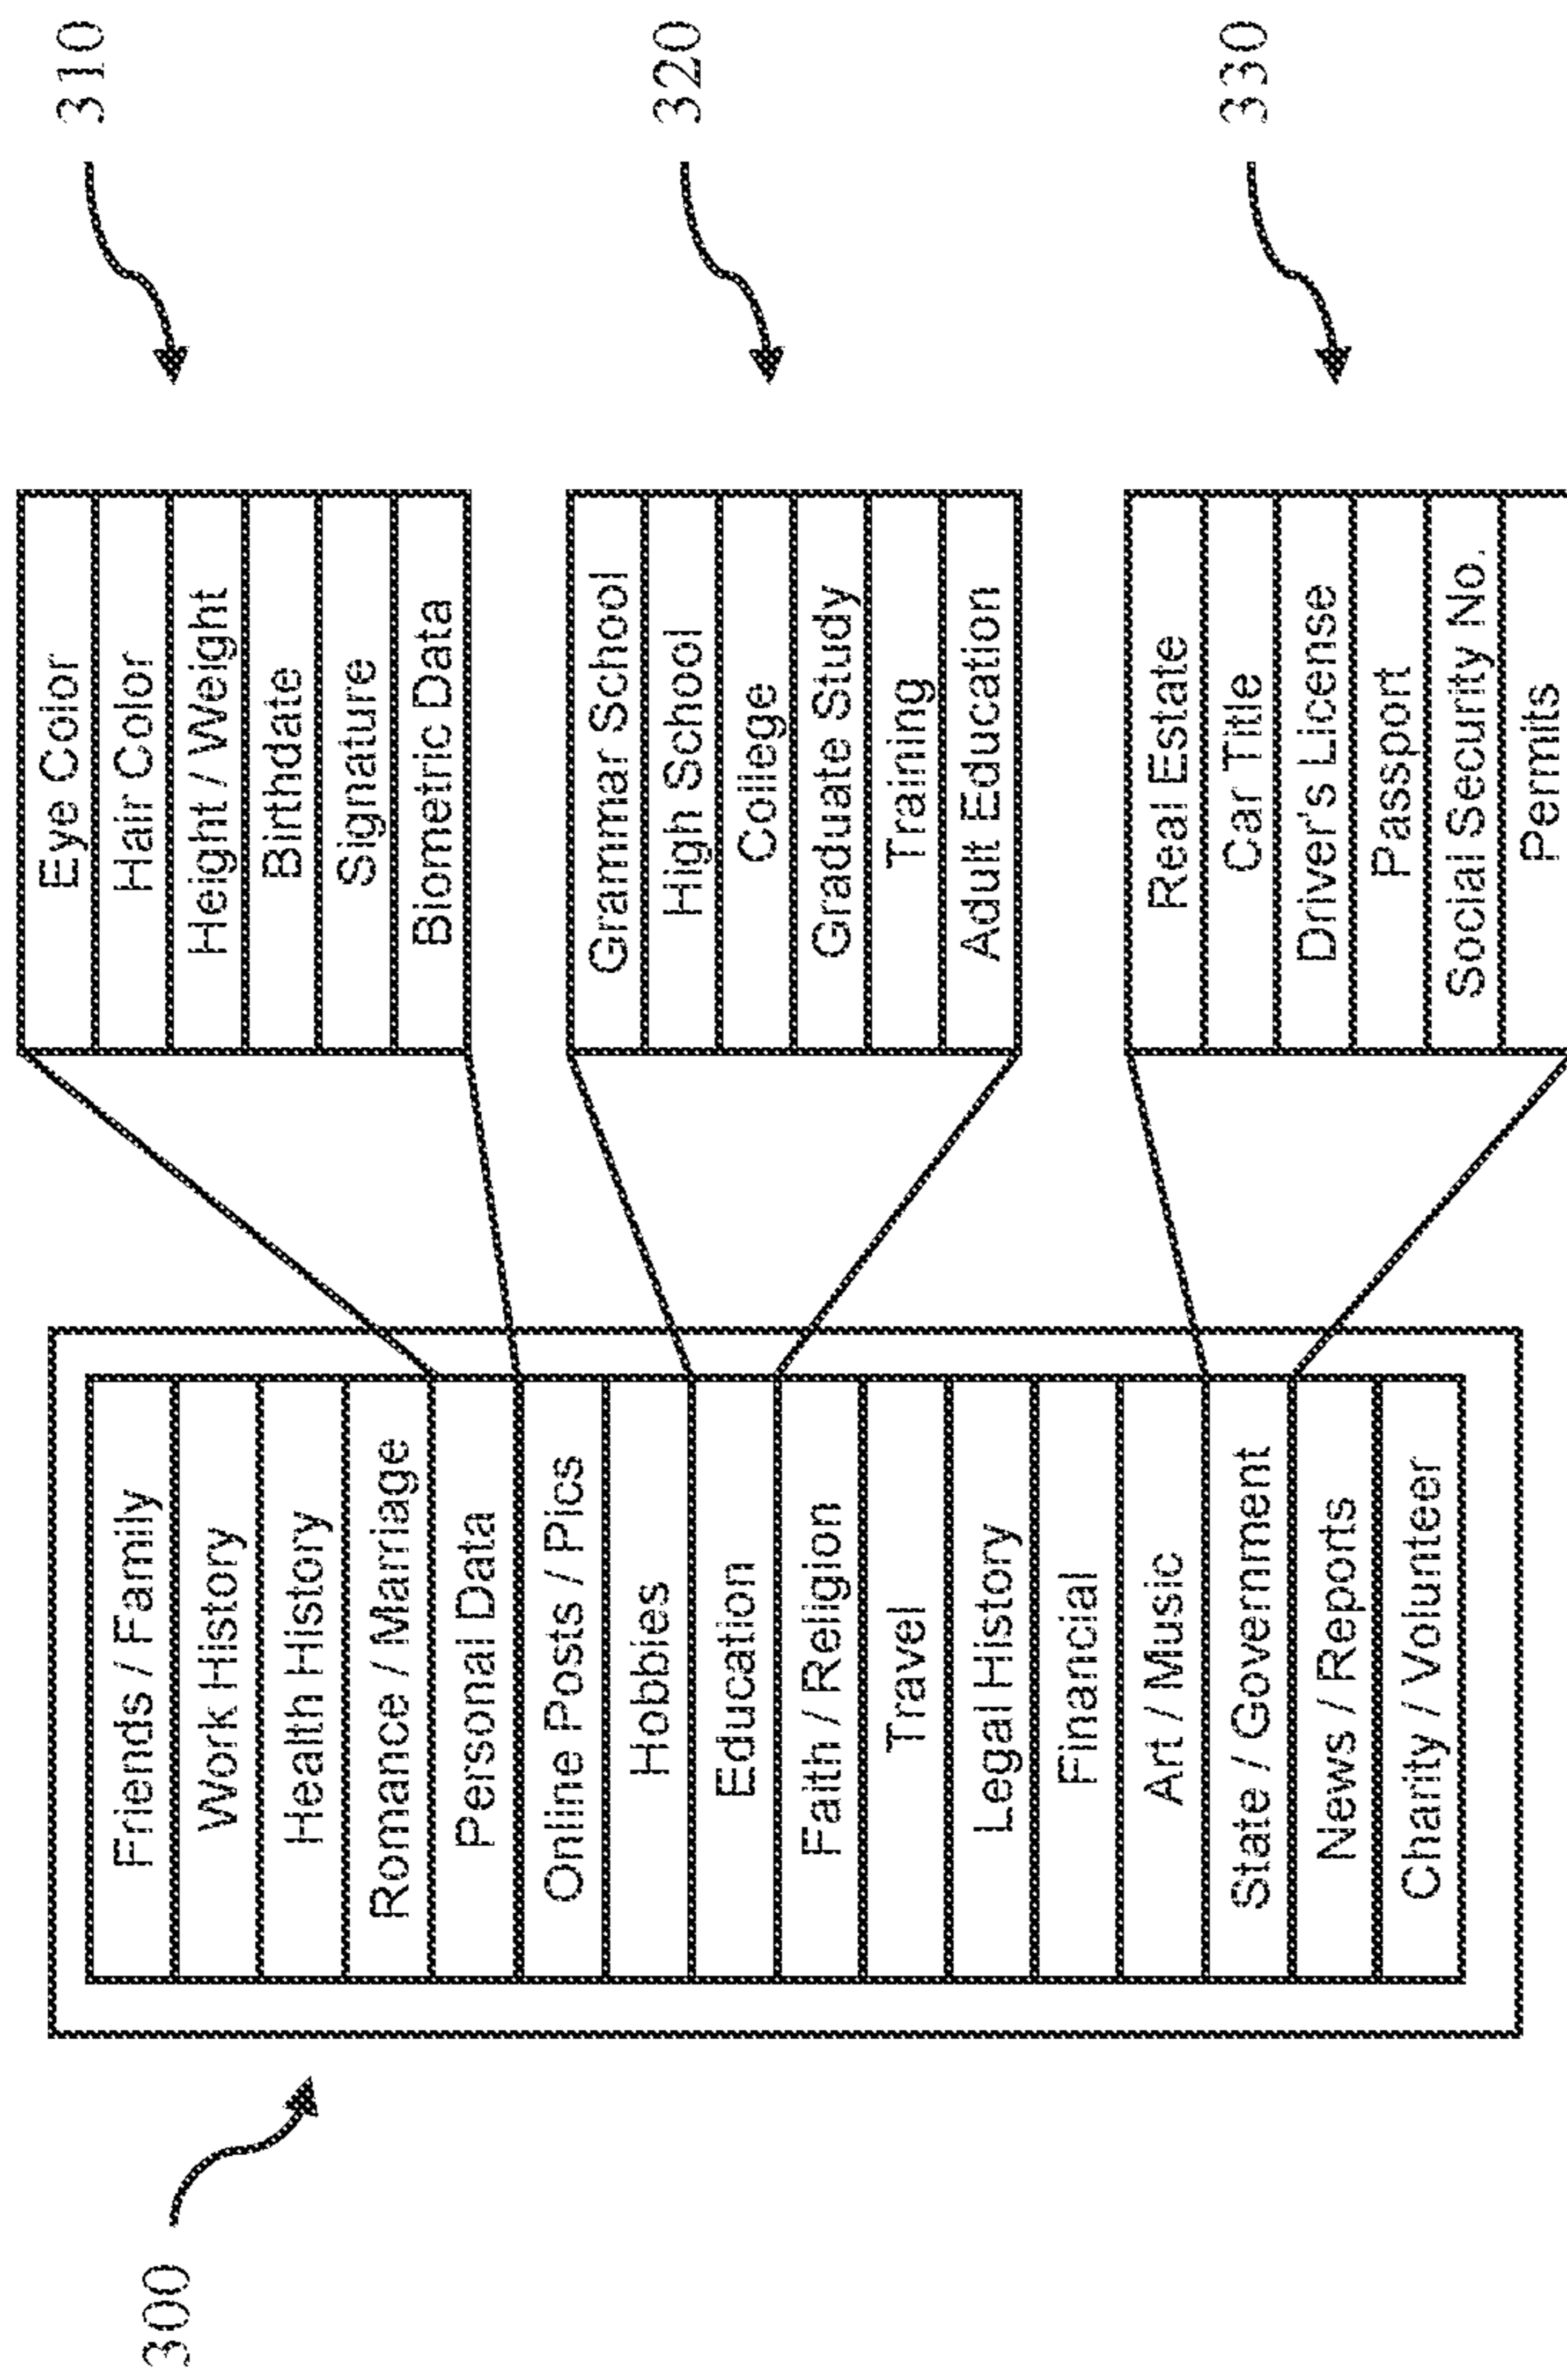 300
Friends / Family
Work History
Health History
Romance / Marriage
Personal Data
Online Posts / Pics
Hobbies
Education
Faith / Religion
Travel
Legal History
Financial
Art / Music
State / Government
News / Reports
Charity / Volunteer
Eye Color
Hair Color
Height / Weight
Birthdate
Signature
Biometric Data
310
Grammar School
High School
College
Graduate Study
Training
Adult Education
320
Real Estate
Car Title
Driver's License
Passport
Social Security No.
Permits
330